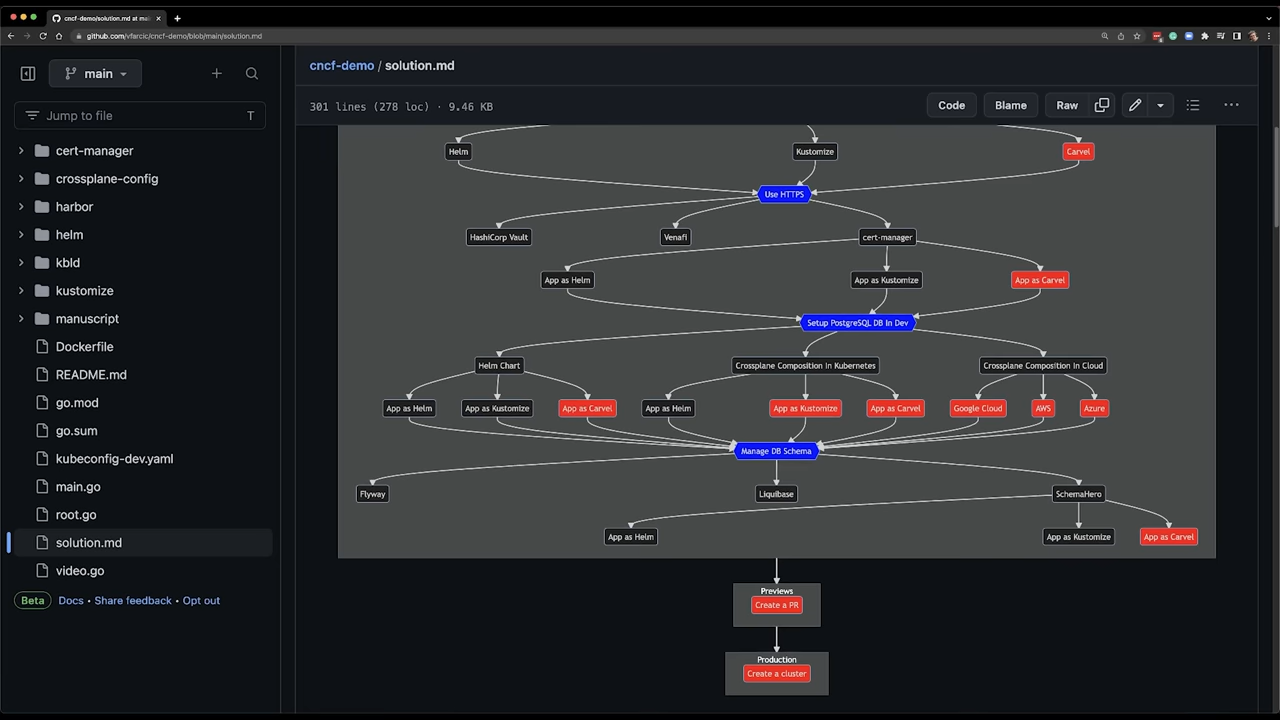 cncf-demo/solution.md at mai
github.com/vfarcic/cncf-demo/blob/main/solution.md
main
cncf-demo / solution.md
Jump to file
T
301 lines (278 loc) · 9.46 KB
Code
Blame
Raw
cert-manager
crossplane-config
harbor
helm
kbld
kustomize
manuscript
Dockerfile
README.md
go.mod
go.sum
kubeconfig-dev.yaml
main.go
root.go
solution.md
video.go
Beta Docs · Share feedback · Opt out
Helm
Kustomize
Carvel
Use HTTPS
HashiCorp Vault
Venafi
cert-manager
App as Helm
App as Kustomize
App as Carvel
Setup PostgreSQL DB In Dev
Helm Chart
Crossplane Composition In Kubernetes
Crossplane Composition In Cloud
App as Helm
App as Kustomize
App as Carvel
App as Helm
App as Kustomize
App as Carvel
Google Cloud
AWS
Azure
Manage DB Schema
Flyway
Liquibase
SchemaHero
App as Helm
App as Kustomize
App as Carvel
Previews
Create a PR
Production
Create a cluster